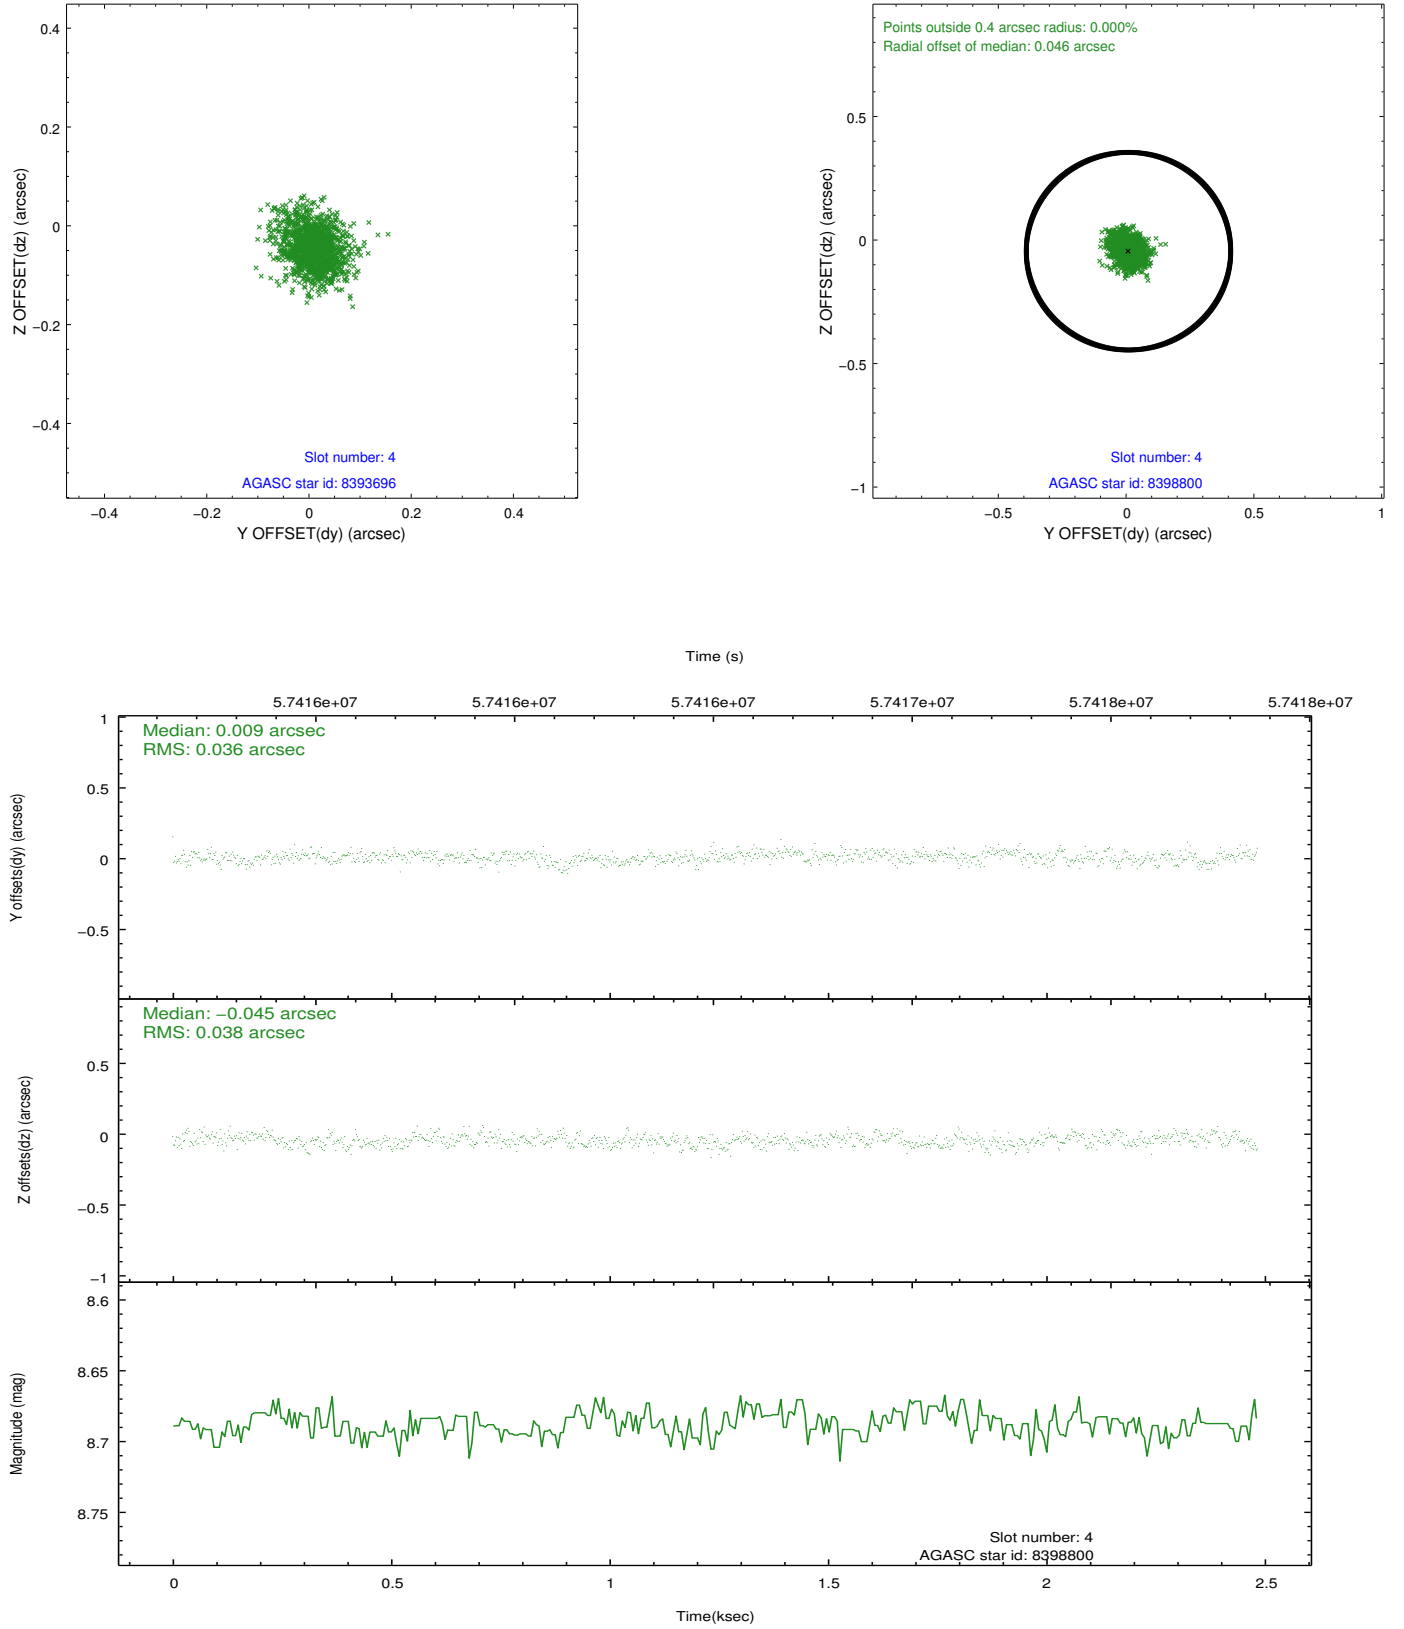 0.4
0.2
0
−0.2
−0.4
Z OFFSET(dz) (arcsec)
Slot number: 4
AGASC star id: 8393696
−0.4
−0.2
0
0.2
0.4
Y OFFSET(dy) (arcsec)
Points outside 0.4 arcsec radius: 0.000%
Radial offset of median: 0.046 arcsec
0.5
0
−0.5
−1
Z OFFSET(dz) (arcsec)
Slot number: 4
AGASC star id: 8398800
−0.5
0
0.5
1
Y OFFSET(dy) (arcsec)
Time (s)
5.7416e+07
5.7416e+07
5.7416e+07
5.7417e+07
5.7418e+07
5.7418e+07
Median: 0.009 arcsec
RMS: 0.036 arcsec
1
0.5
0
−0.5
Y offsets(dy) (arcsec)
Median: −0.045 arcsec
RMS: 0.038 arcsec
0.5
0
−0.5
−1
Z offsets(dz) (arcsec)
8.6
8.65
8.7
8.75
Magnitude (mag)
Slot number: 4
AGASC star id: 8398800
0
0.5
1
1.5
2
2.5
Time(ksec)